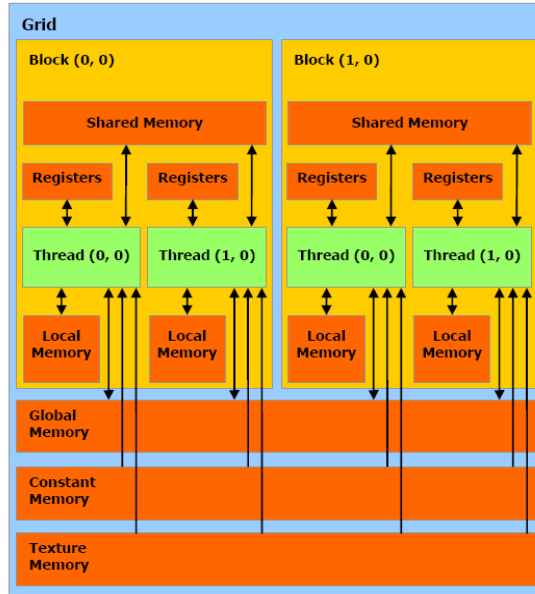 Grid
Block (0, 0)
Block (1, 0)
Shared Memory
Shared Memory
Registers
Registers
Registers
Registers
Thread (0, 0)
Thread (1, 0)
Thread (0, 0)
Thread (1, 0)
Local
Memory
Local
Memory
Local
Memory
Local
Memory
Global
Memory
Constant
Memory
Texture
Memory